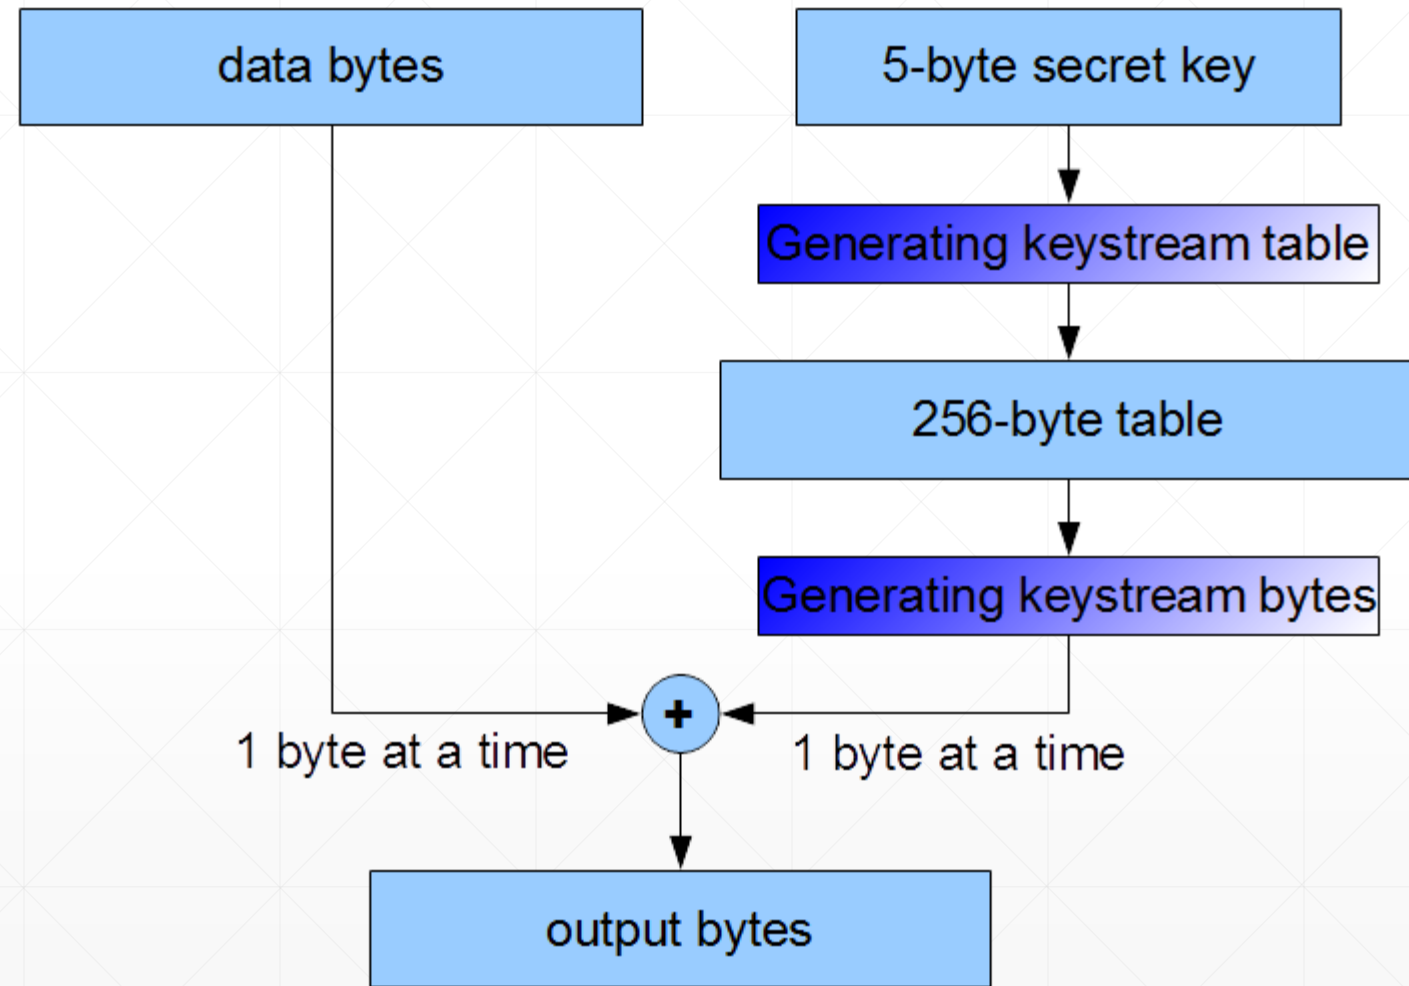 data bytes
5-byte secret key
Generating keystream table
256-byte table
Generating keystream bytes
+
1 byte at a time
1 byte at a time
output bytes